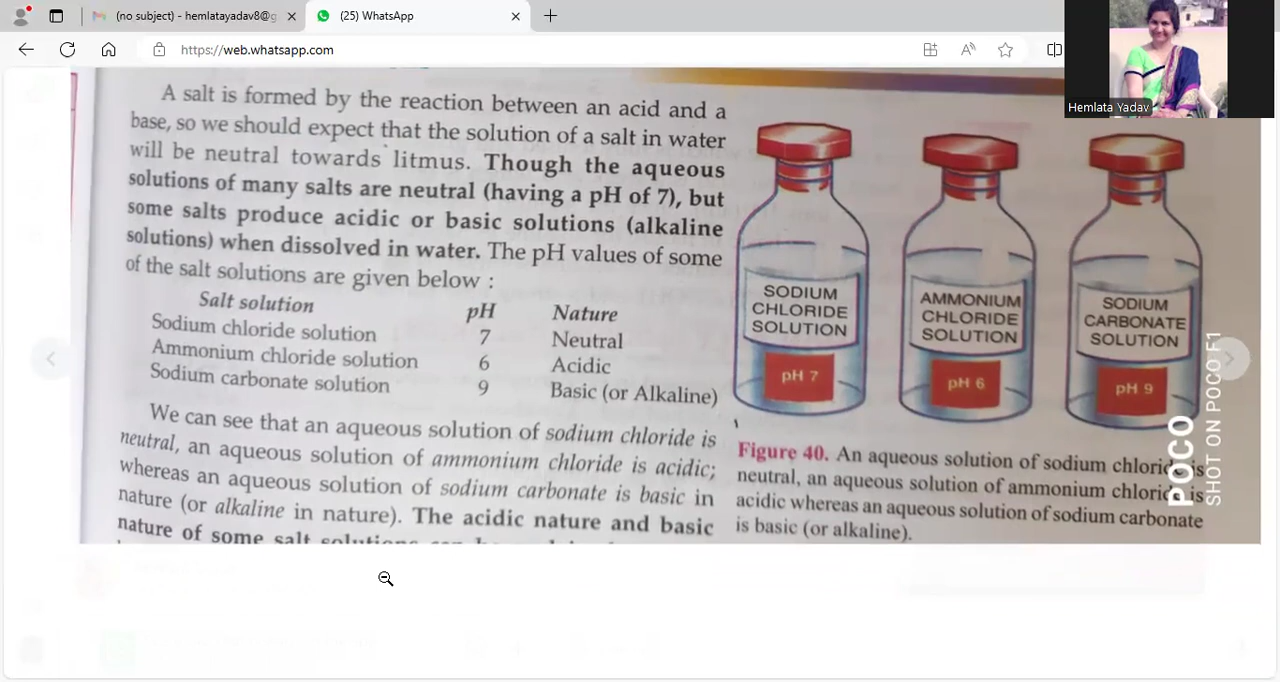 (no subject) - hemlatayadav8@g
(25) WhatsApp
https://web.whatsapp.com
Hemlata Yadav
A salt is formed by the reaction between an acid and a
base, so we should expect that the solution of a salt in water
will be neutral towards litmus. Though the aqueous
solutions of many salts are neutral (having a pH of 7), but
some salts produce acidic or basic solutions (alkaline
solutions) when dissolved in water. The pH values of some
of the salt solutions are given below :
Salt solution pH Nature
Sodium chloride solution 7 Neutral
Ammonium chloride solution 6 Acidic
Sodium carbonate solution 9 Basic (or Alkaline)
We can see that an aqueous solution of sodium chloride is
neutral, an aqueous solution of ammonium chloride is acidic;
whereas an aqueous solution of sodium carbonate is basic in
nature (or alkaline in nature). The acidic nature and basic
nature of some salt solutions
SODIUM
CHLORIDE
SOLUTION
pH 7
AMMONIUM
CHLORIDE
SOLUTION
pH 6
SODIUM
CARBONATE
SOLUTION
pH 9
Figure 40. An aqueous solution of sodium chloride is
neutral, an aqueous solution of ammonium chloride is
acidic whereas an aqueous solution of sodium carbonate
is basic (or alkaline).
POCO
SHOT ON POCO F1